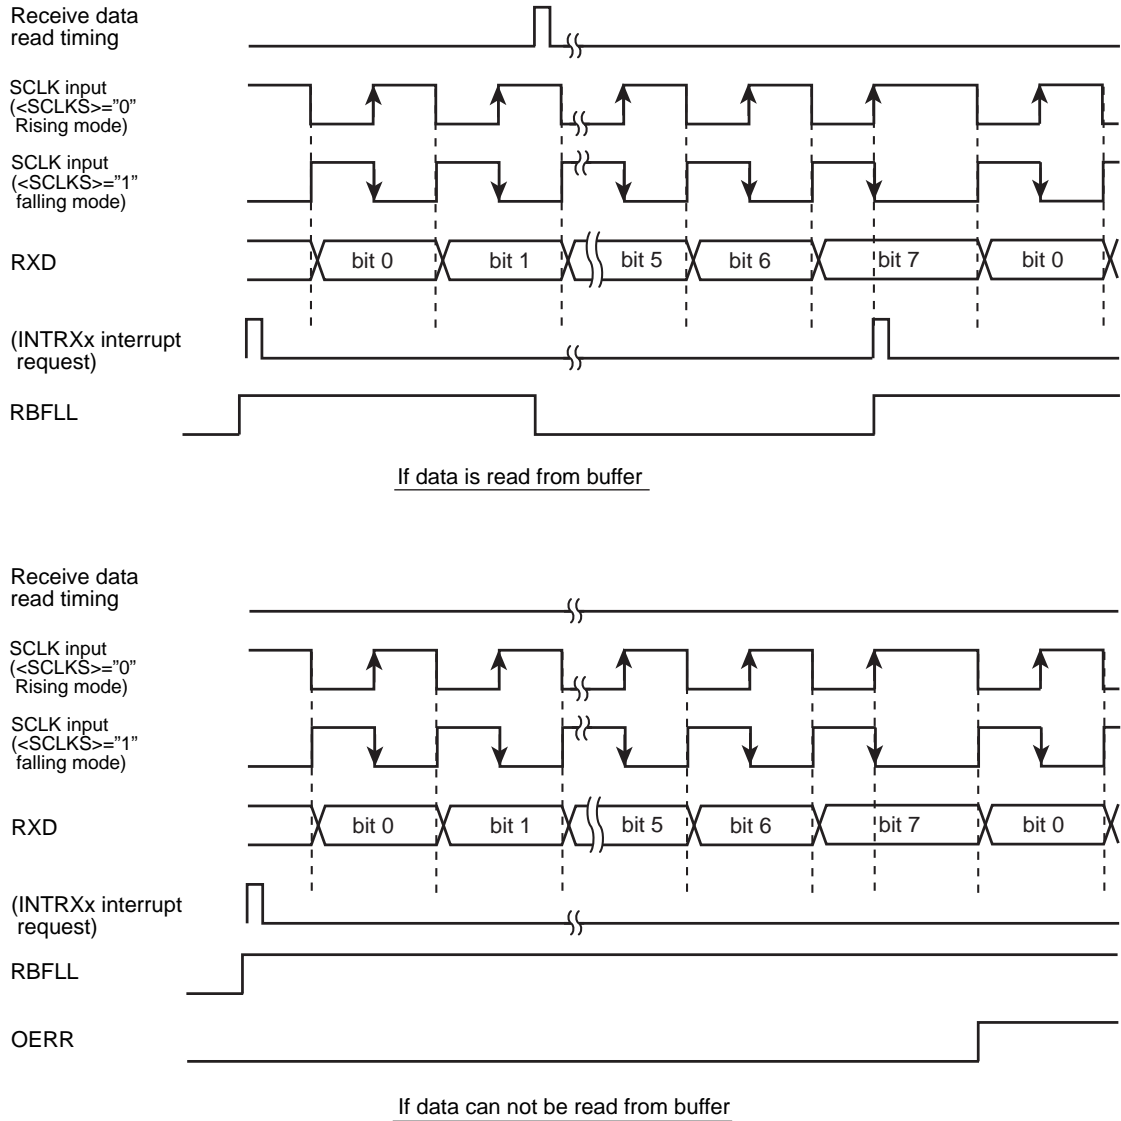 Receive data
read timing
SCLK input
(<SCLKS>="0"
Rising mode)
SCLK input
(<SCLKS>="1"
falling mode)
RXD
bit 0
bit 1
bit 5
bit 6
bit 7
bit 0
(INTRXx interrupt
request)
RBFLL
If data is read from buffer
Receive data
read timing
SCLK input
(<SCLKS>="0"
Rising mode)
SCLK input
(<SCLKS>="1"
falling mode)
RXD
bit 0
bit 1
bit 5
bit 6
bit 7
bit 0
(INTRXx interrupt
request)
RBFLL
OERR
If data can not be read from buffer